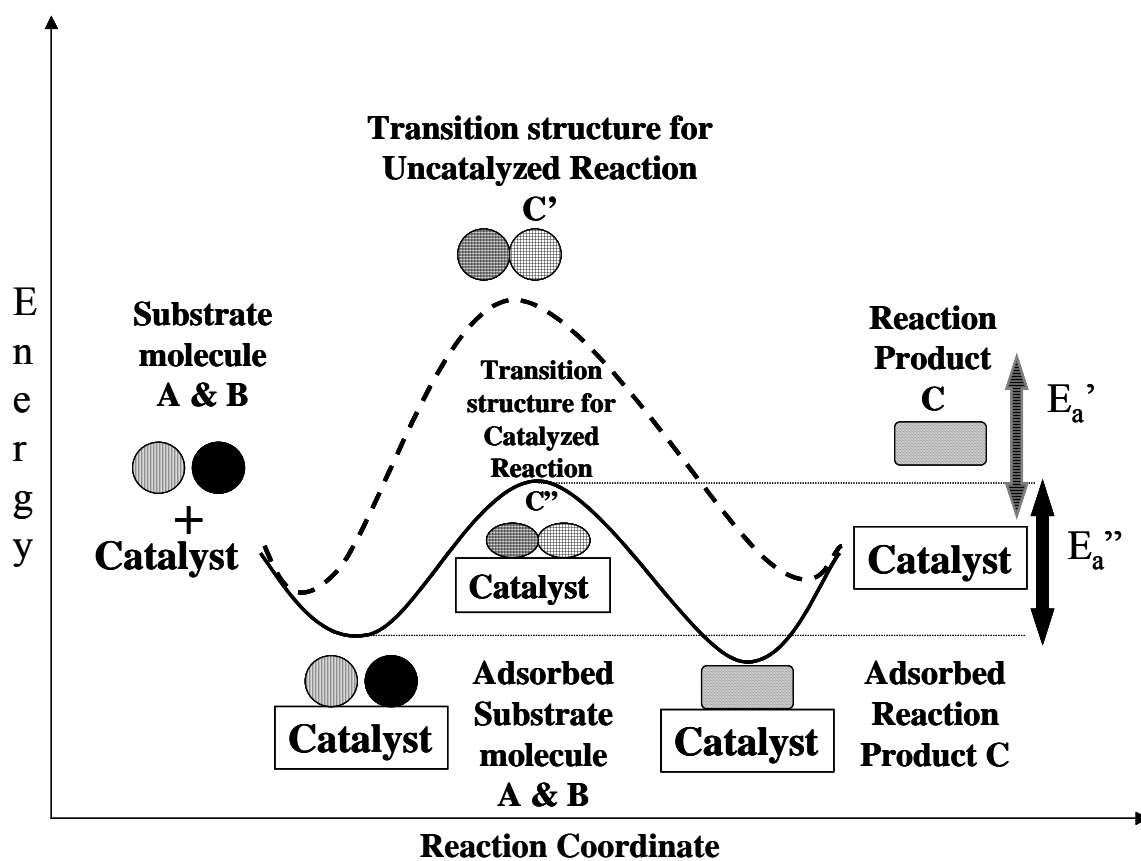 Transition structure for
Uncatalyzed Reaction
C’
E
n
e
r
g
y
Substrate
molecule
A & B
+
Catalyst
Transition
structure for
Catalyzed
Reaction
C”
Catalyst
Reaction
Product
C
Ea’
Catalyst
Ea”
Catalyst
Adsorbed
Substrate
molecule
A & B
Catalyst
Adsorbed
Reaction
Product C
Reaction Coordinate